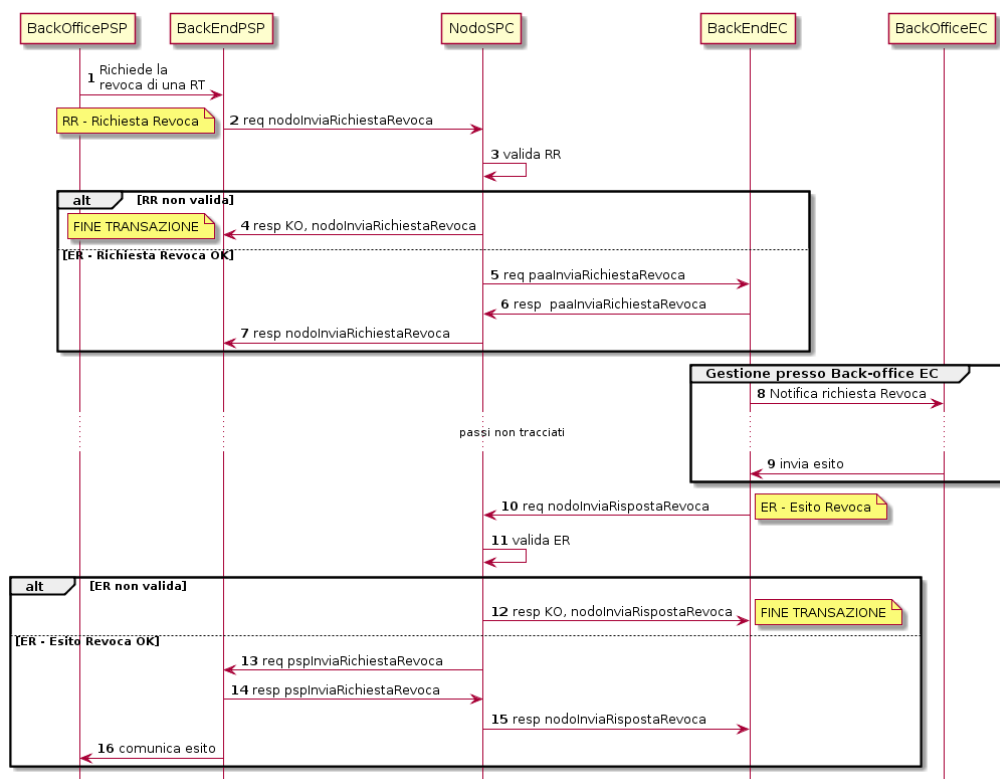 BackOfficePSP
BackEndPSP
NodoSPC
BackEndEC
BackOfficeEC
1 Richiede la
revoca di una RT
RR - Richiesta Revoca
2 req nodoInviaRichiestaRevoca
3 valida RR
alt [RR non valida]
FINE TRANSAZIONE
4 resp KO, nodoInviaRichiestaRevoca
[ER - Richiesta Revoca OK]
5 req paaInviaRichiestaRevoca
6 resp paaInviaRichiestaRevoca
7 resp nodoInviaRichiestaRevoca
Gestione presso Back-office EC
8 Notifica richiesta Revoca
passi non tracciati
9 invia esito
10 req nodoInviaRispostaRevoca
ER - Esito Revoca
11 valida ER
alt [ER non valida]
12 resp KO, nodoInviaRispostaRevoca
FINE TRANSAZIONE
[ER - Esito Revoca OK]
13 req pspInviaRichiestaRevoca
14 resp pspInviaRichiestaRevoca
15 resp nodoInviaRispostaRevoca
16 comunica esito